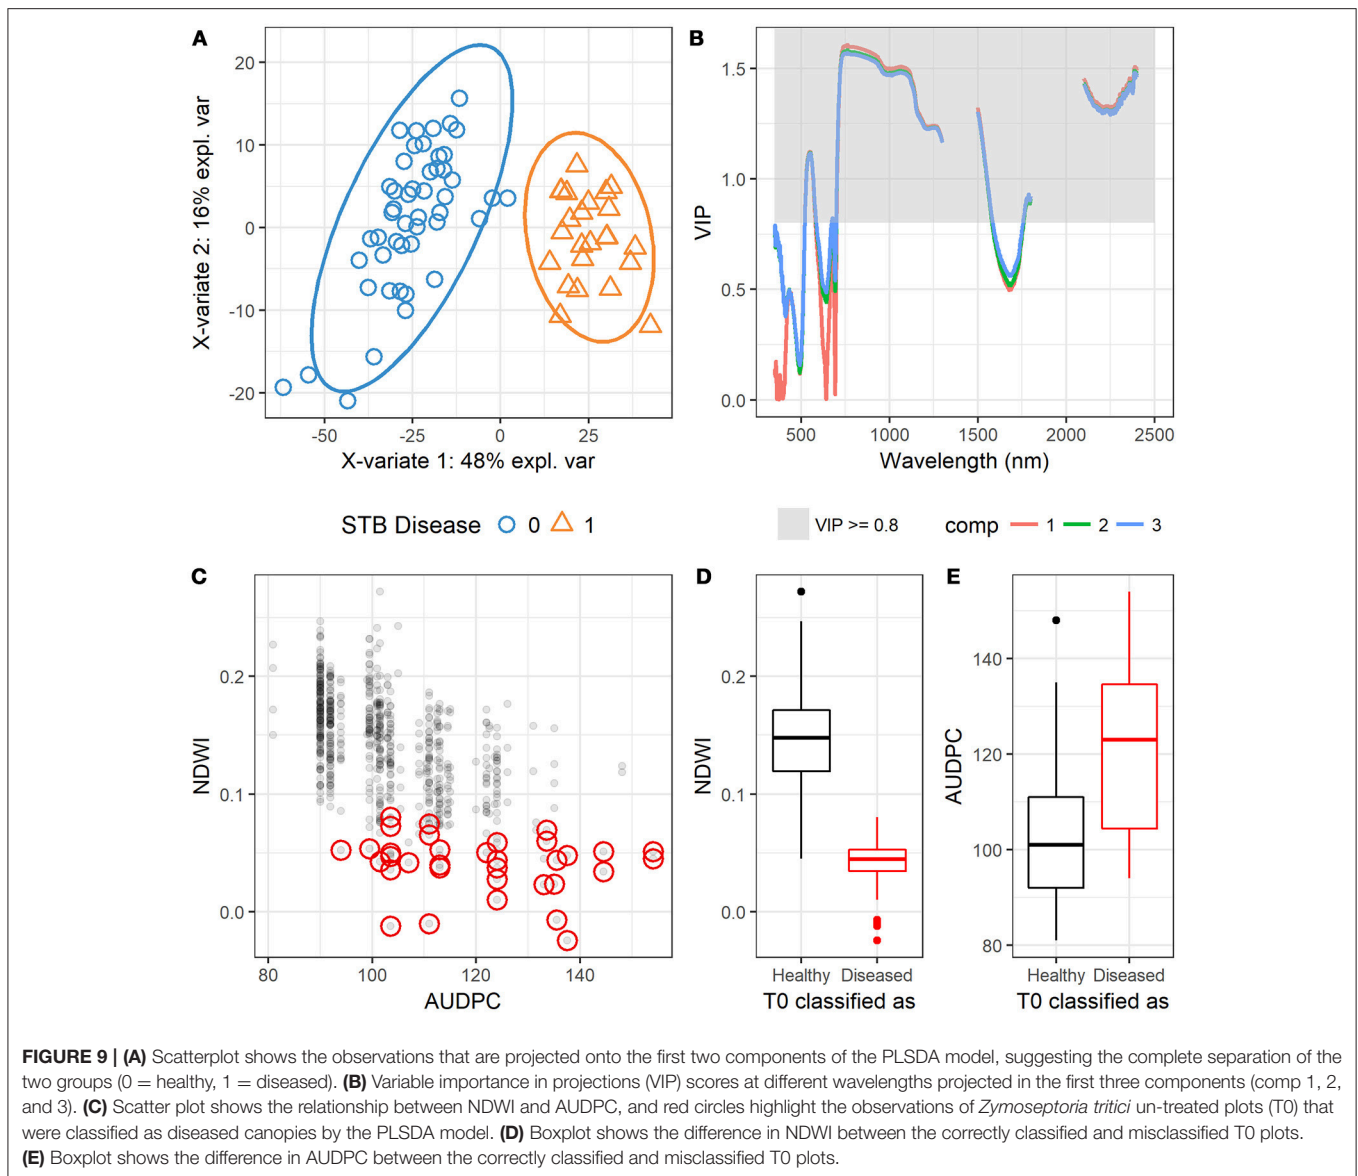 A
20
10
0
-10
-20
X-variate 2: 16% expl. var
-50 -25 0 25
X-variate 1: 48% expl. var
STB Disease 0 1
B
1.5
1.0
0.5
0.0
VIP
500 1000 1500 2000 2500
Wavelength (nm)
VIP >= 0.8 comp 1 2 3
C
0.2
0.1
0.0
NDWI
80 100 120 140
AUDPC
D
0.2
0.1
0.0
NDWI
Healthy Diseased
T0 classified as
E
140
120
100
80
AUDPC
Healthy Diseased
T0 classified as
FIGURE 9 | (A) Scatterplot shows the observations that are projected onto the first two components of the PLSDA model, suggesting the complete separation of the
two groups (0 = healthy, 1 = diseased). (B) Variable importance in projections (VIP) scores at different wavelengths projected in the first three components (comp 1, 2,
and 3). (C) Scatter plot shows the relationship between NDWI and AUDPC, and red circles highlight the observations of Zymoseptoria tritici un-treated plots (T0) that
were classified as diseased canopies by the PLSDA model. (D) Boxplot shows the difference in NDWI between the correctly classified and misclassified T0 plots.
(E) Boxplot shows the difference in AUDPC between the correctly classified and misclassified T0 plots.